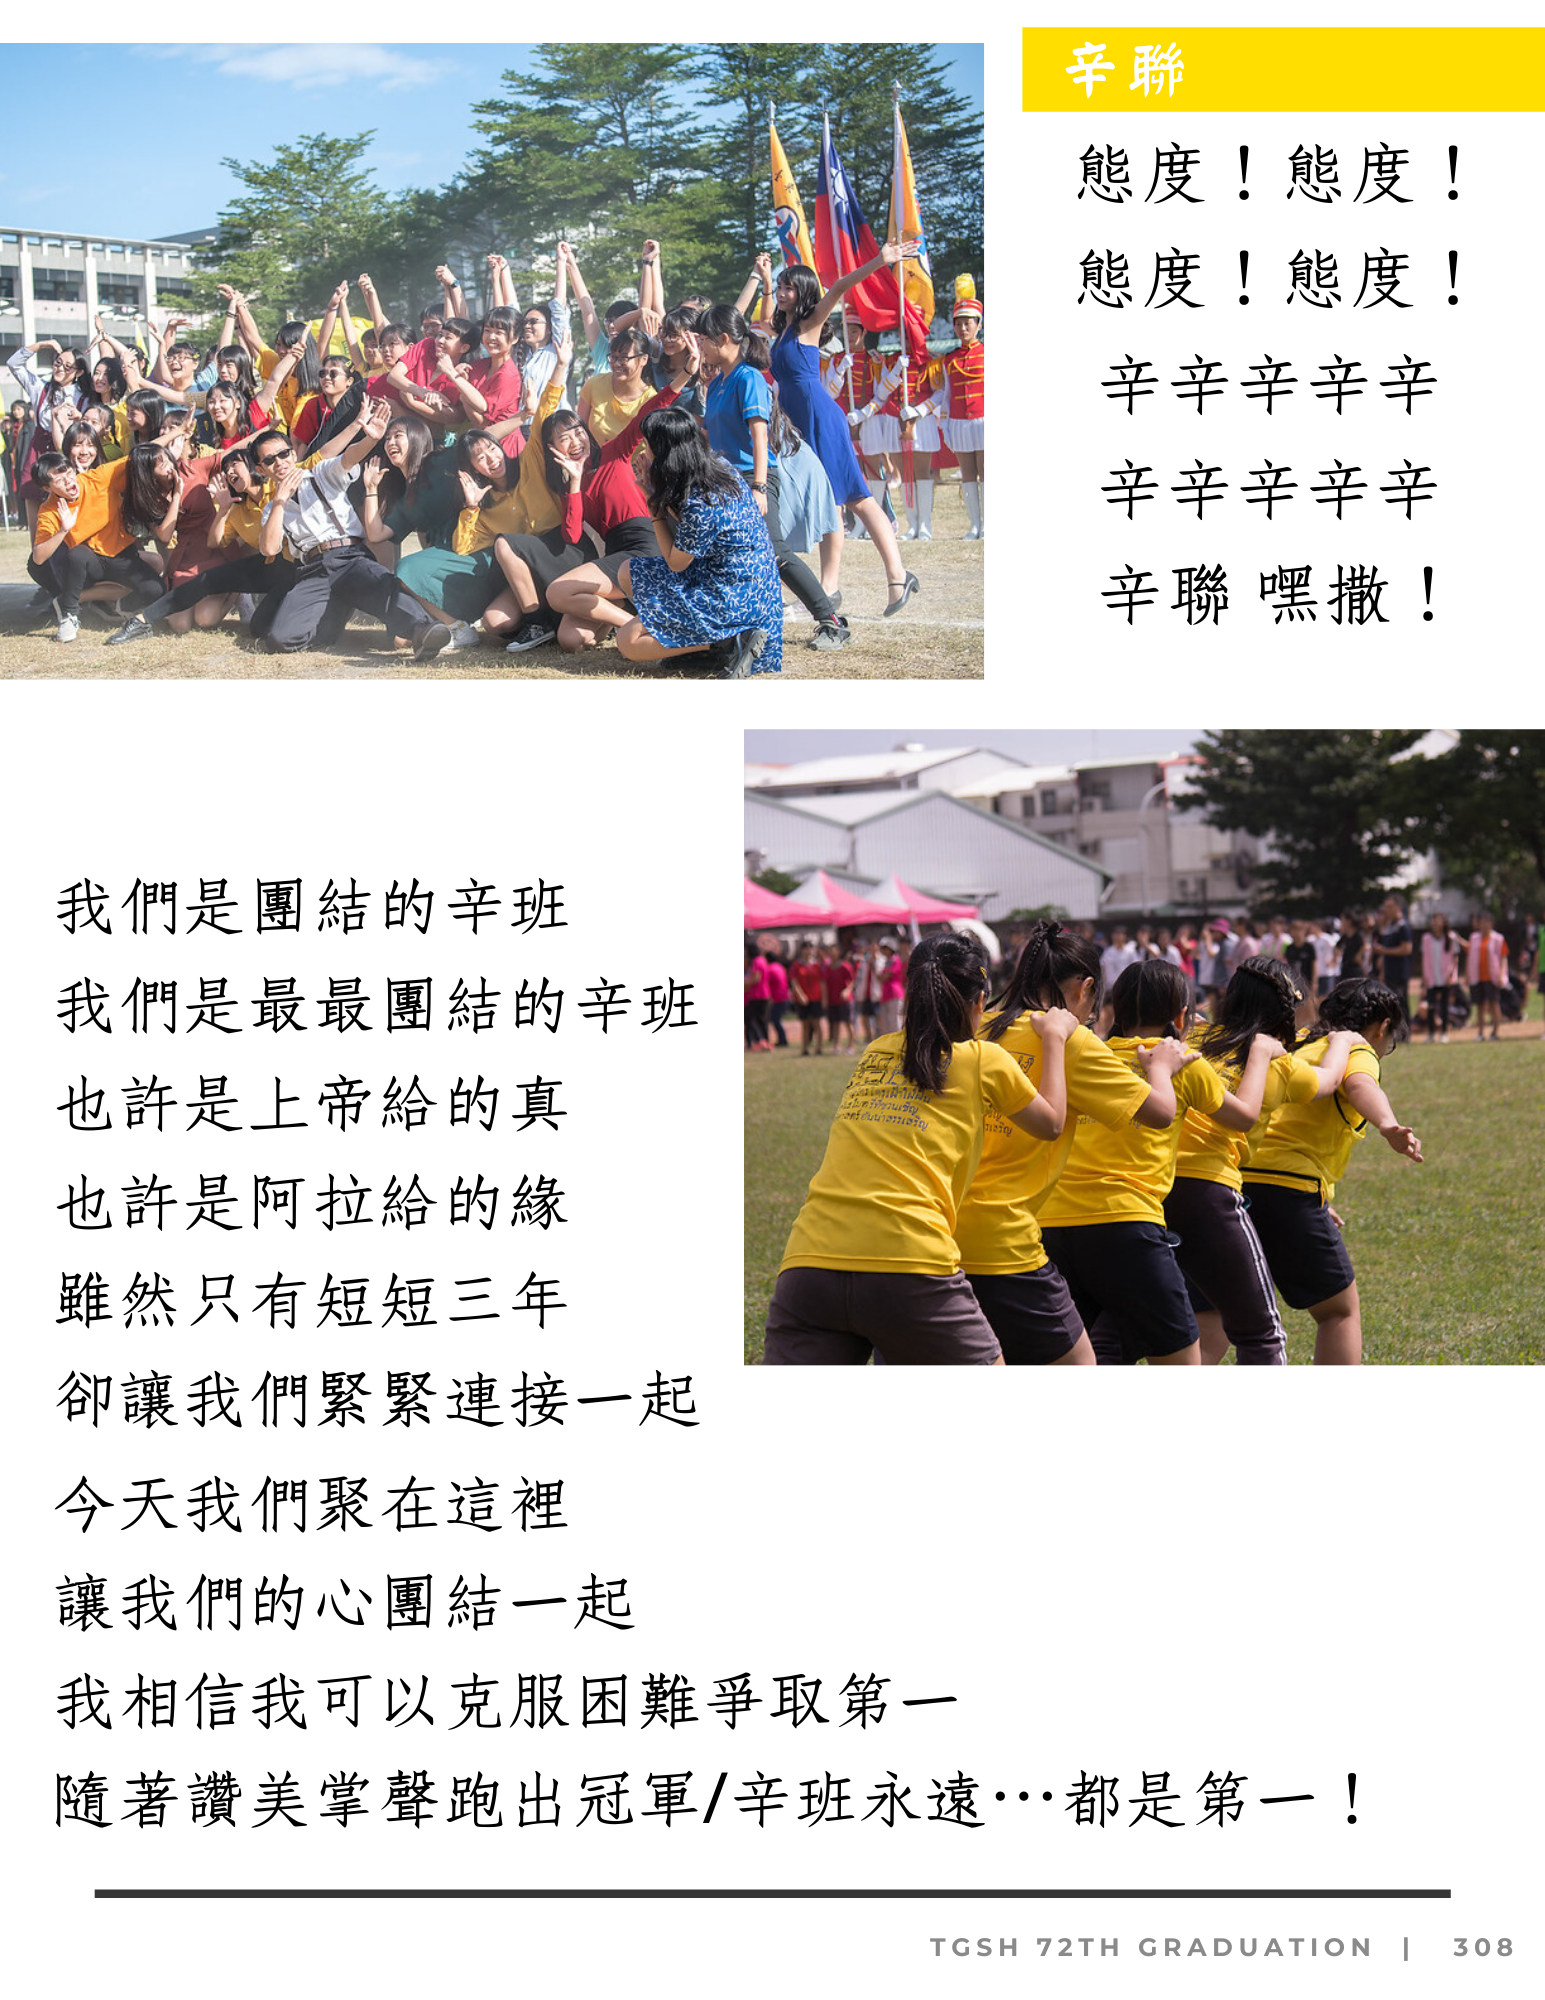 辛聯
態度！態度！
態度！態度！
辛辛辛辛辛
辛辛辛辛辛
辛聯 嘿撒！
我們是團結的辛班
我們是最最團結的辛班
也許是上帝給的真
也許是阿拉給的緣
雖然只有短短三年
卻讓我們緊緊連接一起
今天我們聚在這裡
讓我們的心團結一起
我相信我可以克服困難爭取第一
隨著讚美掌聲跑出冠軍/辛班永遠…都是第一！
TGSH 72TH GRADUATION | 308